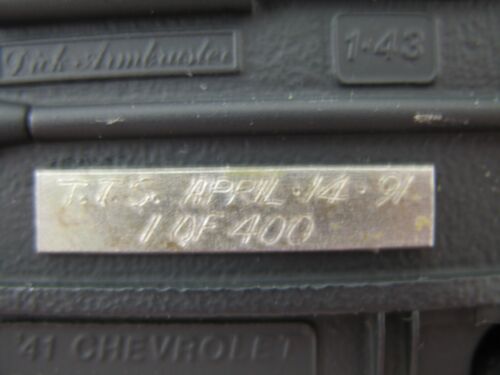 Dirk Armbruster
1·43
T.T.S. APRIL·14·91
1 OF 400
'41 CHEVROLET